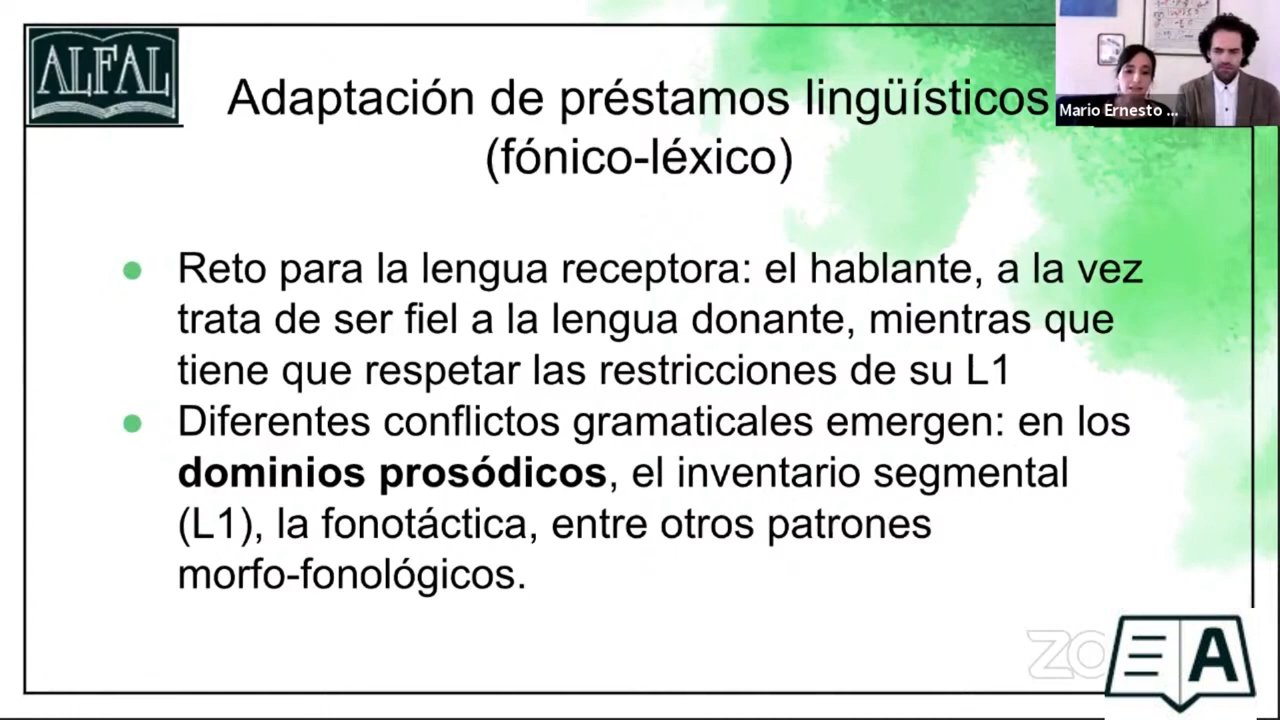 ALFAL
Adaptación de préstamos lingüísticos
(fónico-léxico)
Mario Ernesto ...
● Reto para la lengua receptora: el hablante, a la vez
trata de ser fiel a la lengua donante, mientras que
tiene que respetar las restricciones de su L1
● Diferentes conflictos gramaticales emergen: en los
dominios prosódicos, el inventario segmental
(L1), la fonotáctica, entre otros patrones
morfo-fonológicos.
A